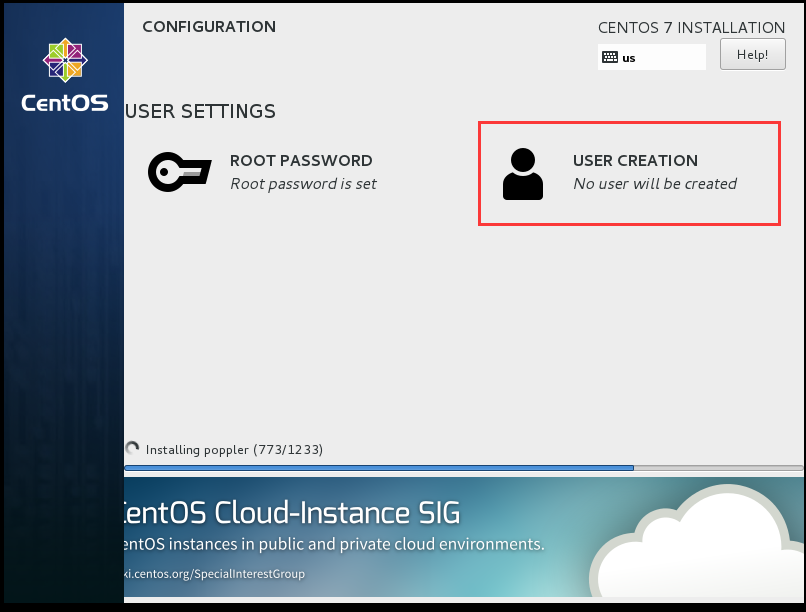 CONFIGURATION
CENTOS 7 INSTALLATION
us
Help!
CentOS
USER SETTINGS
ROOT PASSWORD
Root password is set
USER CREATION
No user will be created
Installing poppler (773/1233)
entOS Cloud-Instance SIG
entOS instances in public and private cloud environments.
ki.centos.org/SpecialInterestGroup